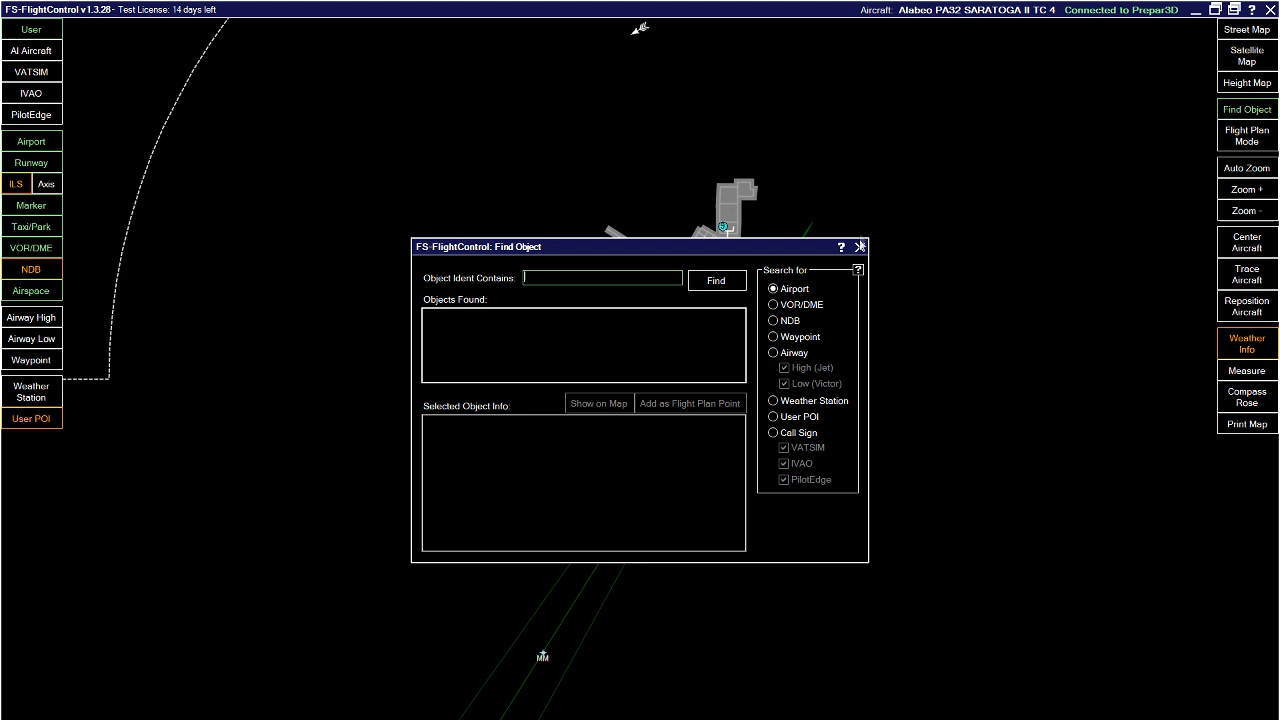 FS-FlightControl v1.3.28 - Test License: 14 days left
Aircraft: Alabeo PA32 SARATOGA II TC 4 Connected to Prepar3D
?
User
AI Aircraft
VATSIM
IVAO
PilotEdge
Airport
Runway
ILS Axis
Marker
Taxi/Park
VOR/DME
NDB
Airspace
Airway High
Airway Low
Waypoint
Weather
Station
User POI
FS-FlightControl: Find Object
?
Object Ident Contains:
Find
Objects Found:
Selected Object Info:
Show on Map
Add as Flight Plan Point
Search for
?
Airport
VOR/DME
NDB
Waypoint
Airway
High (Jet)
Low (Victor)
Weather Station
User POI
Call Sign
VATSIM
IVAO
PilotEdge
MM
Street Map
Satellite
Map
Height Map
Find Object
Flight Plan
Mode
Auto Zoom
Zoom +
Zoom -
Center
Aircraft
Trace
Aircraft
Reposition
Aircraft
Weather
Info
Measure
Compass
Rose
Print Map